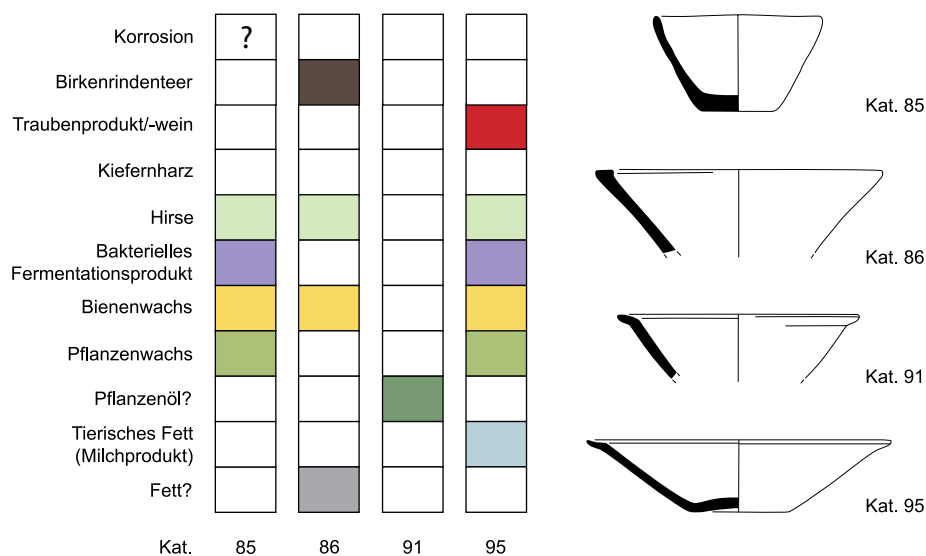 Korrosion
?
Birkenrindenteer
Traubenprodukt/-wein
Kiefernharz
Hirse
Bakterielles
Fermentationsprodukt
Bienenwachs
Pflanzenwachs
Pflanzenöl?
Tierisches Fett
(Milchprodukt)
Fett?
Kat. 85 86 91 95
Kat. 85
Kat. 86
Kat. 91
Kat. 95